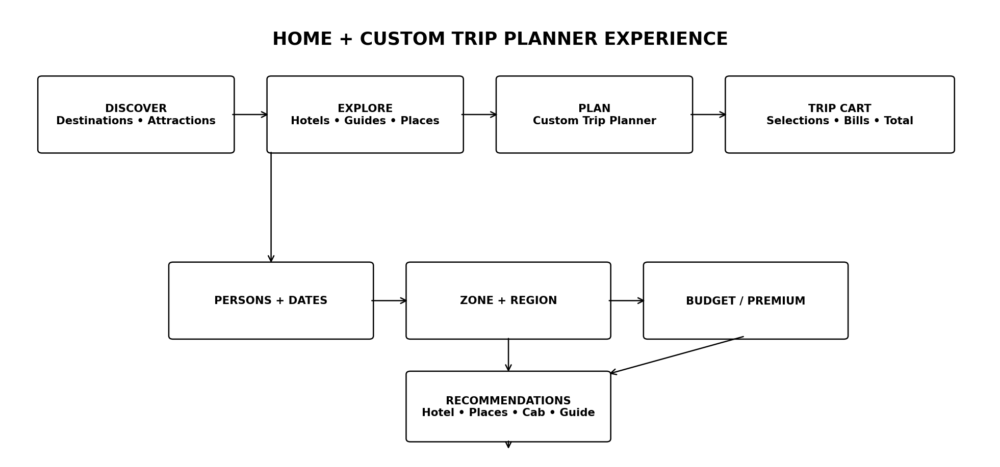 HOME + CUSTOM TRIP PLANNER EXPERIENCE
DISCOVER
Destinations • Attractions
EXPLORE
Hotels • Guides • Places
PLAN
Custom Trip Planner
TRIP CART
Selections • Bills • Total
PERSONS + DATES
ZONE + REGION
BUDGET / PREMIUM
RECOMMENDATIONS
Hotel • Places • Cab • Guide